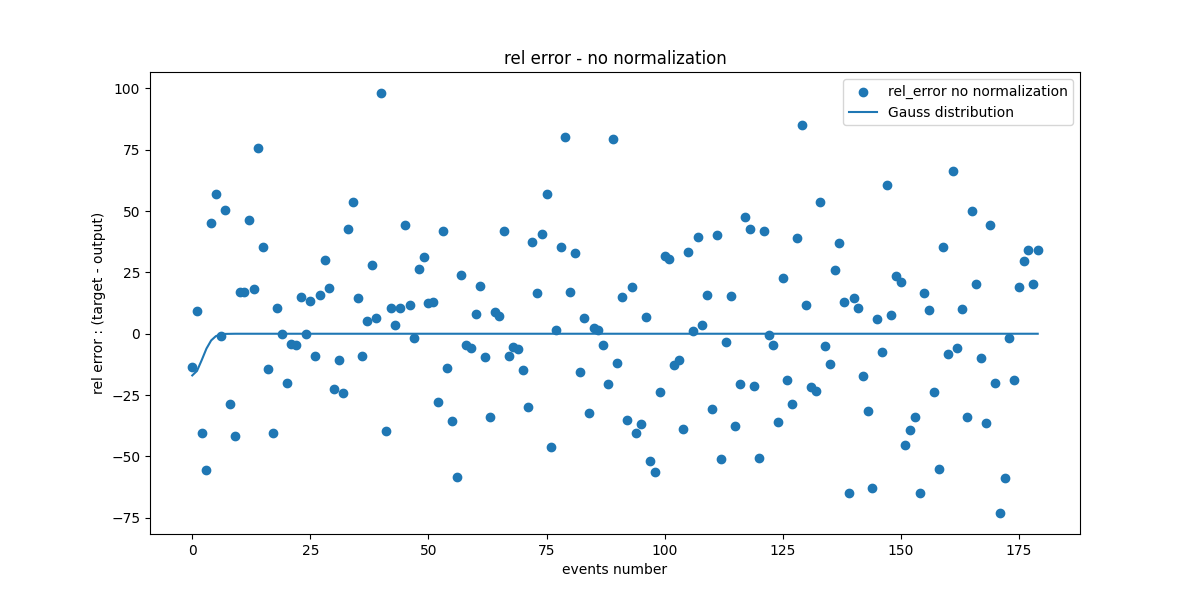 rel error - no normalization
rel_error no normalization
Gauss distribution
rel error : (target - output)
100
75
50
25
0
−25
−50
−75
0 25 50 75 100 125 150 175
events number